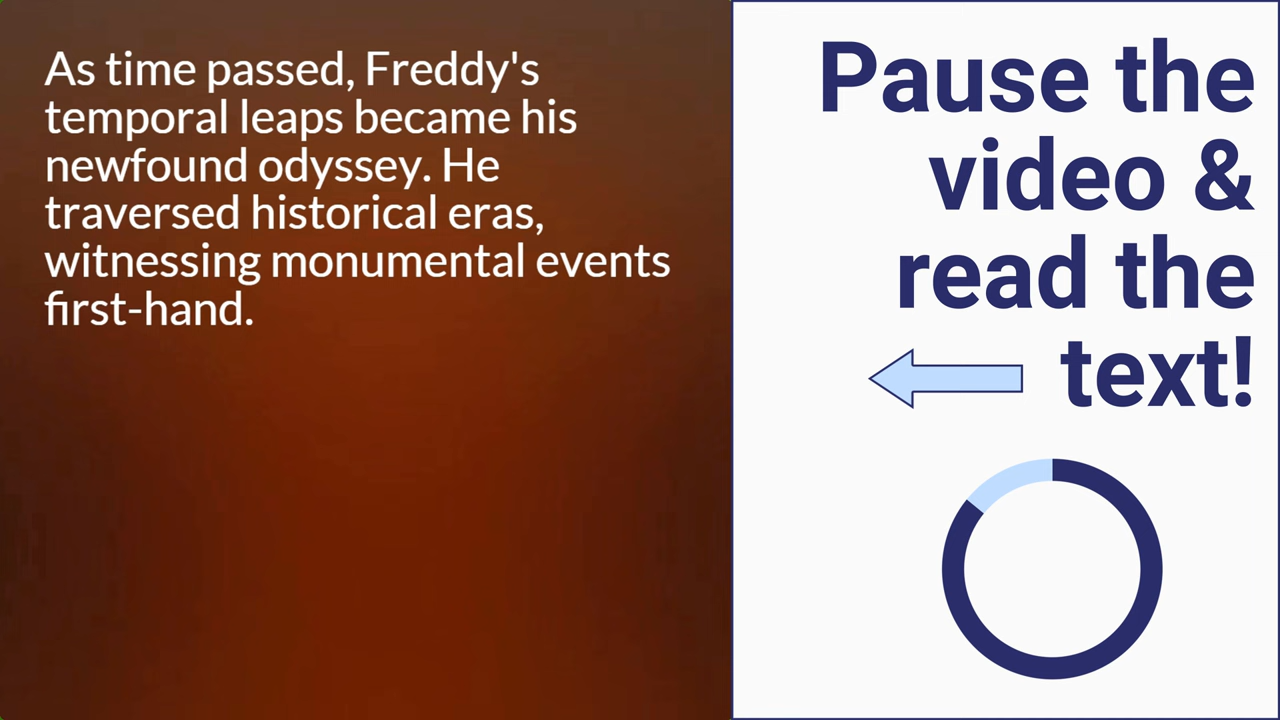 As time passed, Freddy's
temporal leaps became his
newfound odyssey. He
traversed historical eras,
witnessing monumental events
first-hand.
Pause the
video &
read the
text!